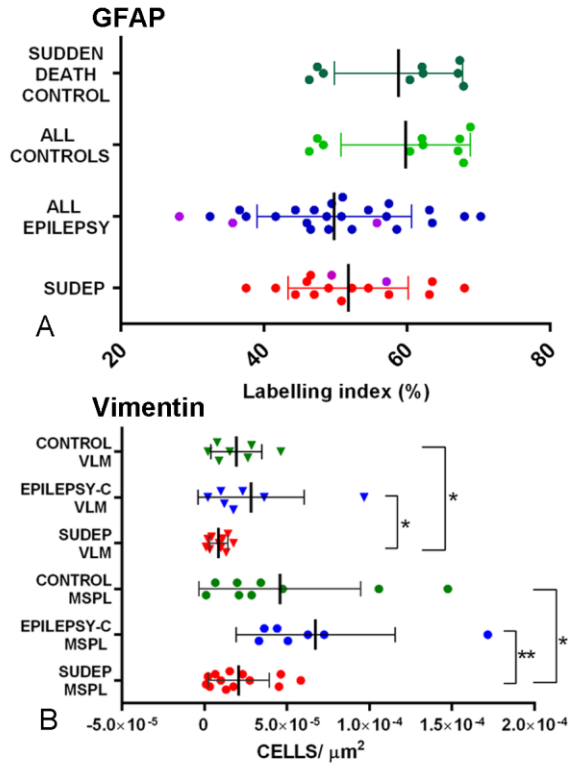 GFAP
SUDDEN
DEATH
CONTROL
ALL
CONTROLS
ALL
EPILEPSY
SUDEP
A
20
40
60
80
Labelling index (%)
Vimentin
CONTROL
VLM
EPILEPSY-C
VLM
SUDEP
VLM
CONTROL
MSPL
EPILEPSY-C
MSPL
SUDEP
MSPL
*
*
*
**
B
-5.0×10⁻⁵ 0 5.0×10⁻⁵ 1.0×10⁻⁴ 1.5×10⁻⁴ 2.0×10⁻⁴
CELLS/ μm²